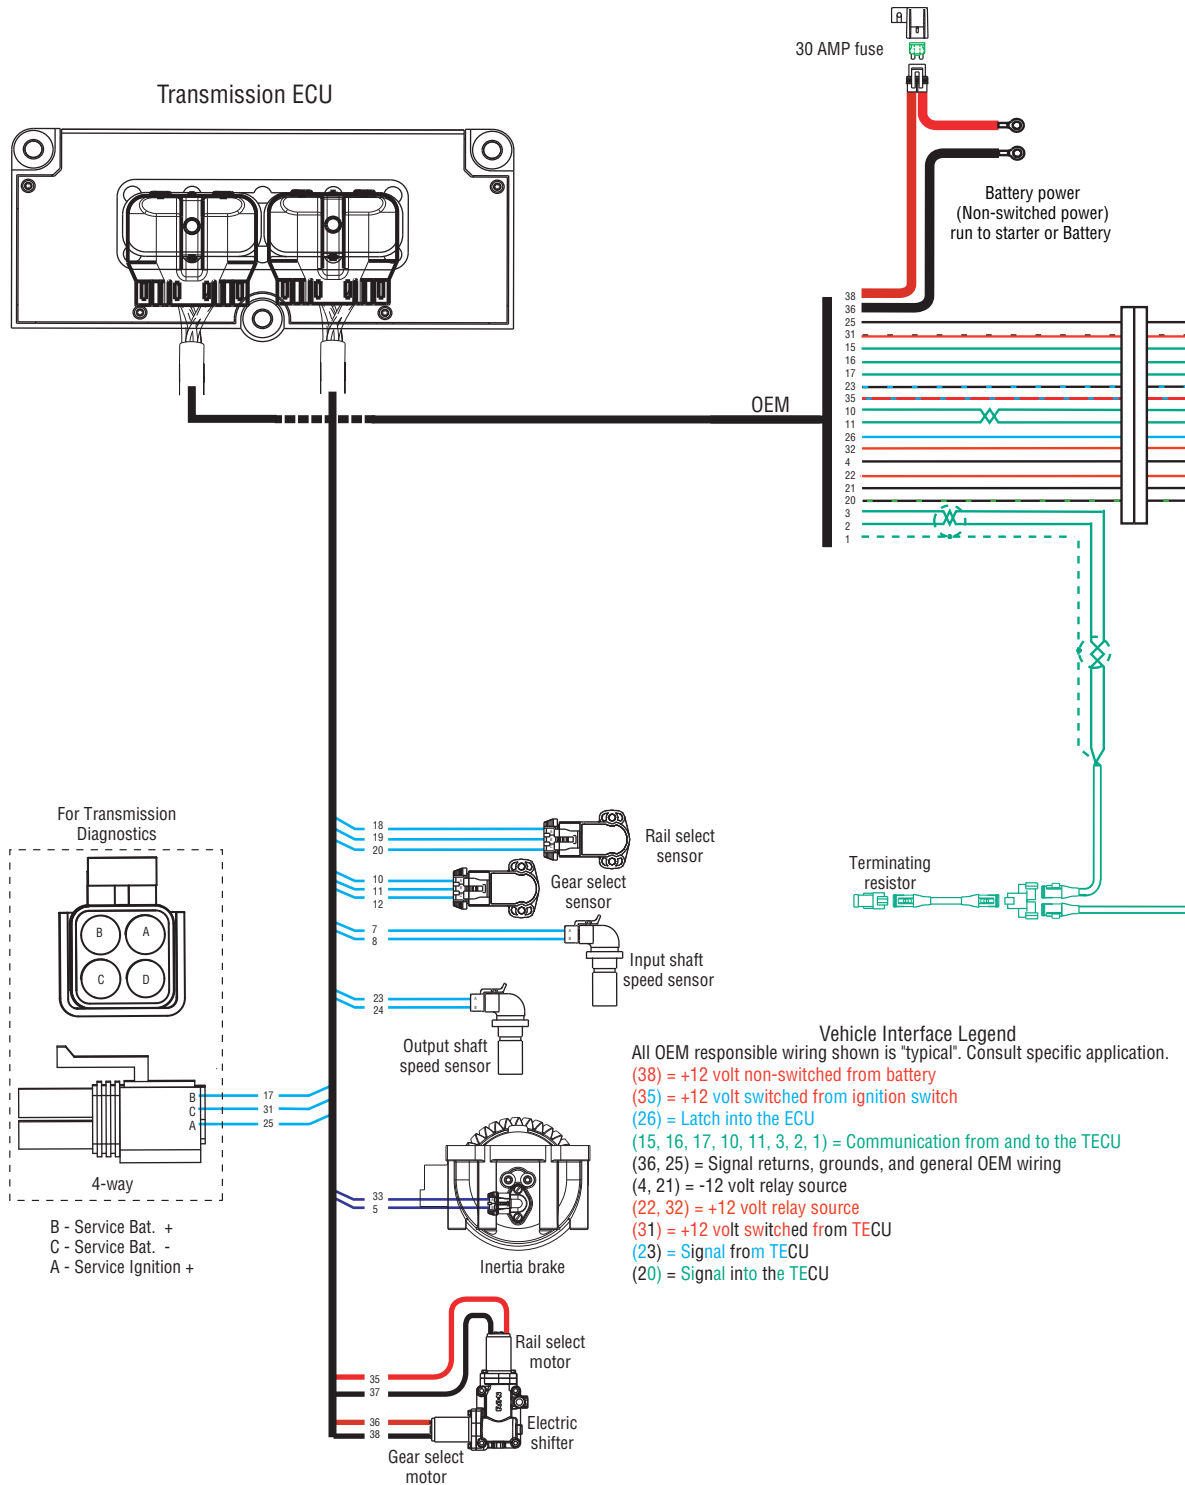 30 AMP fuse
Transmission ECU
Battery power
(Non-switched power)
run to starter or Battery
38
36
25
31
15
16
17
23
35
10
11
26
32
4
22
21
20
3
2
1
OEM
18
19
20
Rail select
sensor
10
11
12
Gear select
sensor
7
8
Input shaft
speed sensor
23
24
Output shaft
speed sensor
Terminating
resistor
For Transmission
Diagnostics
B
A
C
D
B
C
A
17
31
25
4-way
B - Service Bat. +
C - Service Bat. -
A - Service Ignition +
33
5
Inertia brake
Rail select
motor
35
37
36
38
Electric
shifter
Gear select
motor
Vehicle Interface Legend
All OEM responsible wiring shown is "typical". Consult specific application.
(38) = +12 volt non-switched from battery
(35) = +12 volt switched from ignition switch
(26) = Latch into the ECU
(15, 16, 17, 10, 11, 3, 2, 1) = Communication from and to the TECU
(36, 25) = Signal returns, grounds, and general OEM wiring
(4, 21) = -12 volt relay source
(22, 32) = +12 volt relay source
(31) = +12 volt switched from TECU
(23) = Signal from TECU
(20) = Signal into the TECU